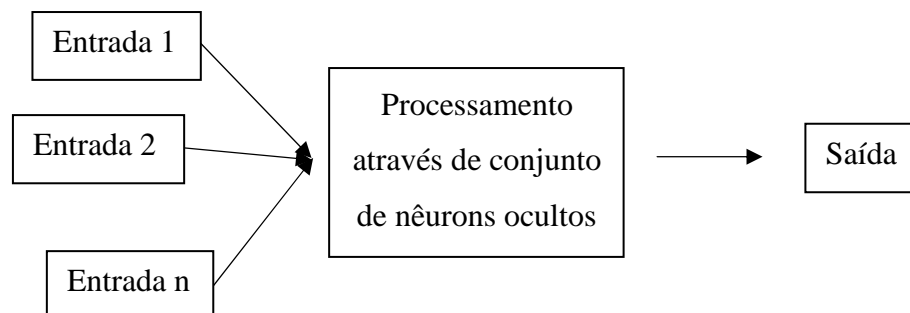 Entrada 1
Entrada 2
Entrada n
Processamento
através de conjunto
de nêurons ocultos
Saída